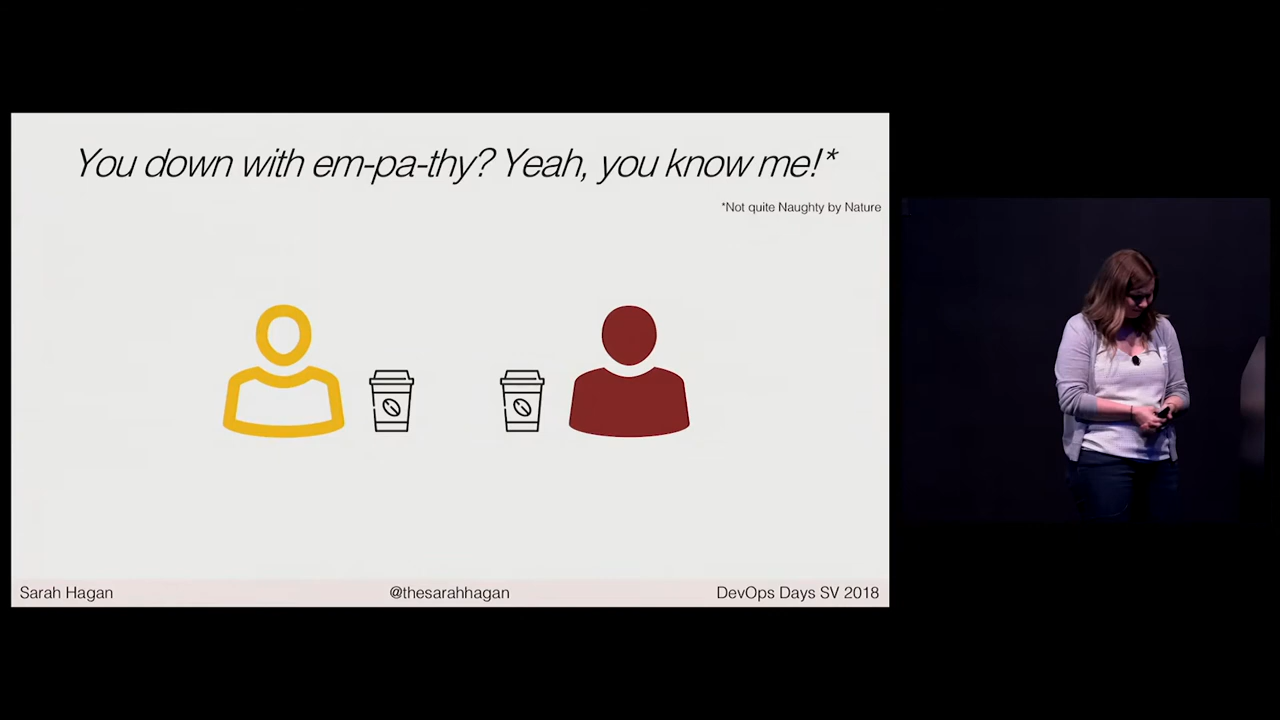 You down with em-pa-thy? Yeah, you know me!*
*Not quite Naughty by Nature
Sarah Hagan
@thesarahhagan
DevOps Days SV 2018